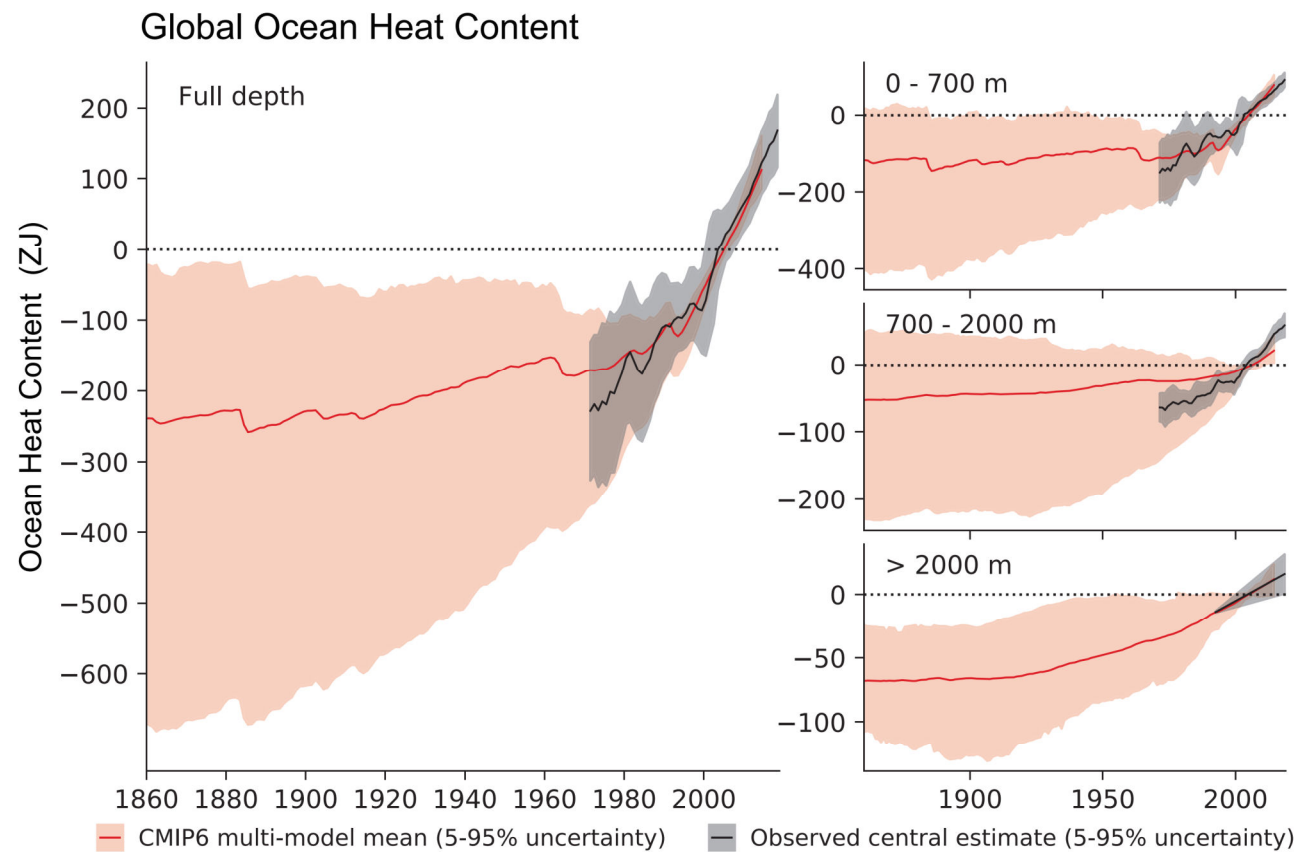 Global Ocean Heat Content
Full depth
Ocean Heat Content (ZJ)
200
100
0
−100
−200
−300
−400
−500
−600
1860 1880 1900 1920 1940 1960 1980 2000
0 - 700 m
0
−200
−400
700 - 2000 m
0
−100
−200
> 2000 m
0
−50
−100
1900 1950 2000
CMIP6 multi-model mean (5-95% uncertainty) Observed central estimate (5-95% uncertainty)